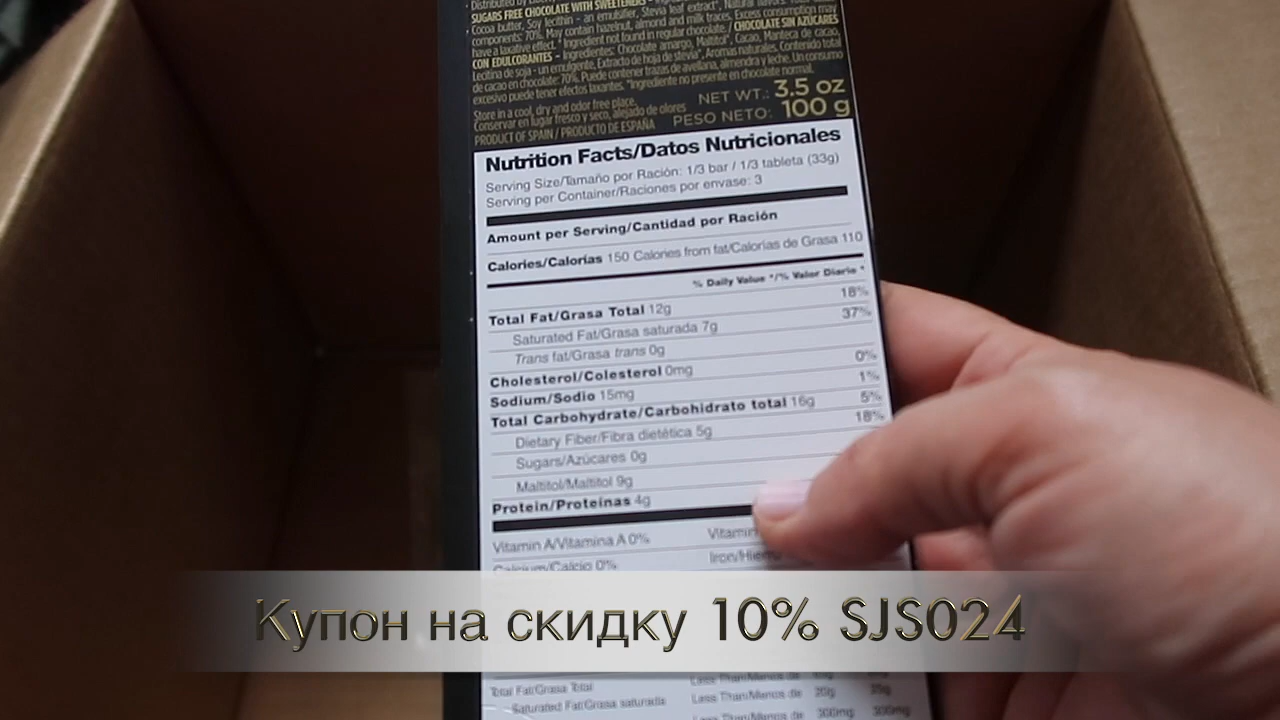 Distributed by
SUGARS FREE CHOCOLATE WITH SWEETENERS -
Cocoa butter, Soy lecithin - an emulsifier, Stevia leaf extract*, Natural flavors.
components: 70%. May contain hazelnut, almond and milk traces. Excess consumption
have a laxative effect. * Ingredient not found in regular chocolate. / CHOCOLATE SIN AZÚCARES
CON EDULCORANTES - Ingredientes: Chocolate amargo, Maltitol*, Cacao, Manteca de cacao,
Lecitina de soja - un emulgente, Extracto de hoja de stevia*, Aromas naturales. Contenido total
de cacao en chocolate: 70%. Puede contener trazas de avellana, almendra y leche. Un consumo
excesivo puede tener efectos laxantes. *Ingrediente no presente en chocolate normal.
Store in a cool, dry and odor free place.
Conservar en lugar fresco y seco, alejado de olores
PRODUCT OF SPAIN / PRODUCTO DE ESPAÑA
NET WT.: 3.5 oz
PESO NETO: 100 g
Nutrition Facts/Datos Nutricionales
Serving Size/Tamaño por Ración: 1/3 bar / 1/3 tableta (33g)
Serving per Container/Raciones por envase: 3
Amount per Serving/Cantidad por Ración
Calories/Calorías 150 Calories from fat/Calorías de Grasa 110
% Daily Value */% Valor Diario *
Total Fat/Grasa Total 12g 18%
Saturated Fat/Grasa saturada 7g 37%
Trans fat/Grasa trans 0g
Cholesterol/Colesterol 0mg 0%
Sodium/Sodio 15mg 1%
Total Carbohydrate/Carbohidrato total 16g 5%
Dietary Fiber/Fibra dietética 5g 18%
Sugars/Azúcares 0g
Maltitol/Maltitol 9g
Protein/Proteínas 4g
Vitamin A/Vitamina A 0% Vitamin
Calcium/Calcio 0% Iron/Hierro
Купон на скидку 10% SJS024
Total Fat/Grasa Total Less Than/Menos de
Saturated Fat/Grasa saturada Less Than/Menos de 20g 25g
Less Than/Menos de 300mg 300mg